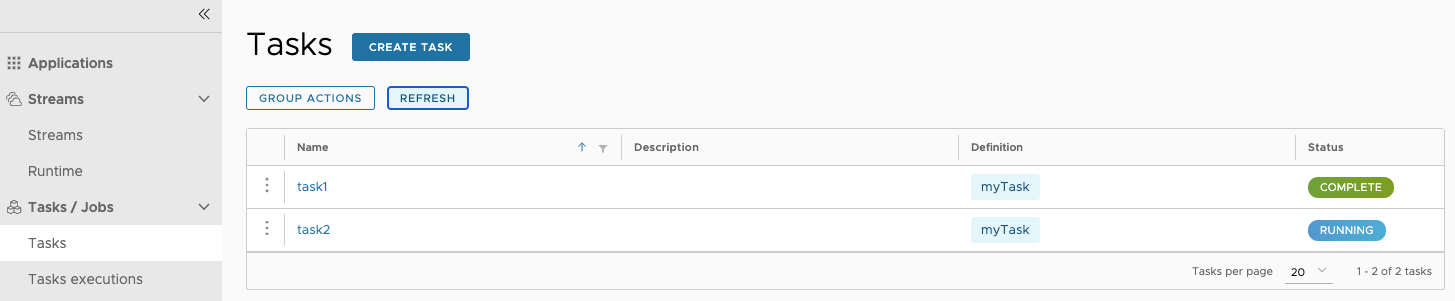 Applications
Streams
Streams
Runtime
Tasks / Jobs
Tasks
Tasks executions
Tasks CREATE TASK
GROUP ACTIONS REFRESH
Name Description Definition Status
task1 myTask COMPLETE
task2 myTask RUNNING
Tasks per page 20 1 - 2 of 2 tasks